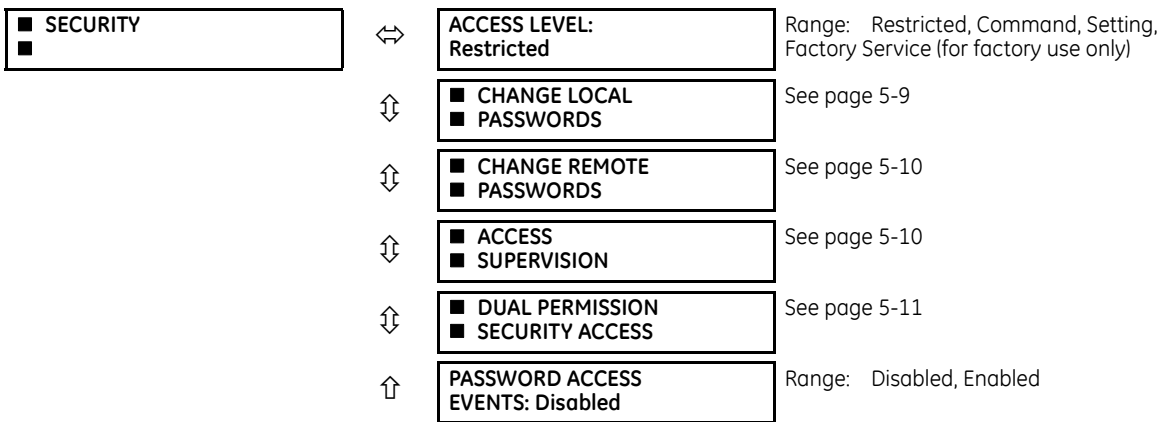 ■ SECURITY
■
⇔
ACCESS LEVEL:
Restricted
Range: Restricted, Command, Setting,
Factory Service (for factory use only)
⇕
■ CHANGE LOCAL
■ PASSWORDS
See page 5-9
⇕
■ CHANGE REMOTE
■ PASSWORDS
See page 5-10
⇕
■ ACCESS
■ SUPERVISION
See page 5-10
⇕
■ DUAL PERMISSION
■ SECURITY ACCESS
See page 5-11
⇑
PASSWORD ACCESS
EVENTS: Disabled
Range: Disabled, Enabled